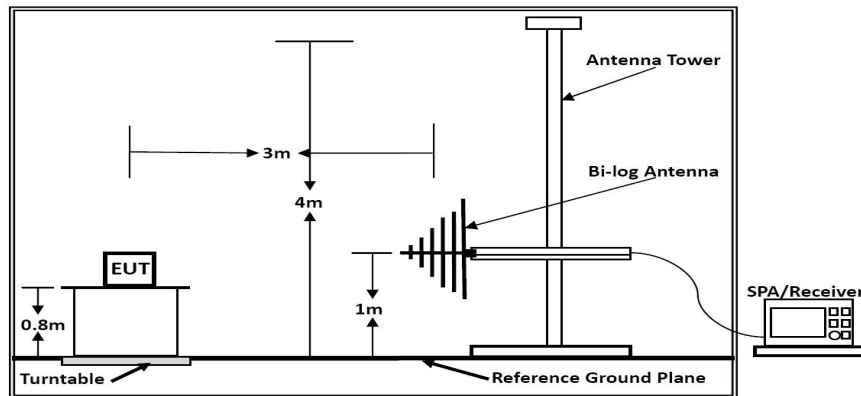 Antenna Tower
3m
Bi-log Antenna
4m
EUT
1m
0.8m
SPA/Receiver
Turntable
Reference Ground Plane